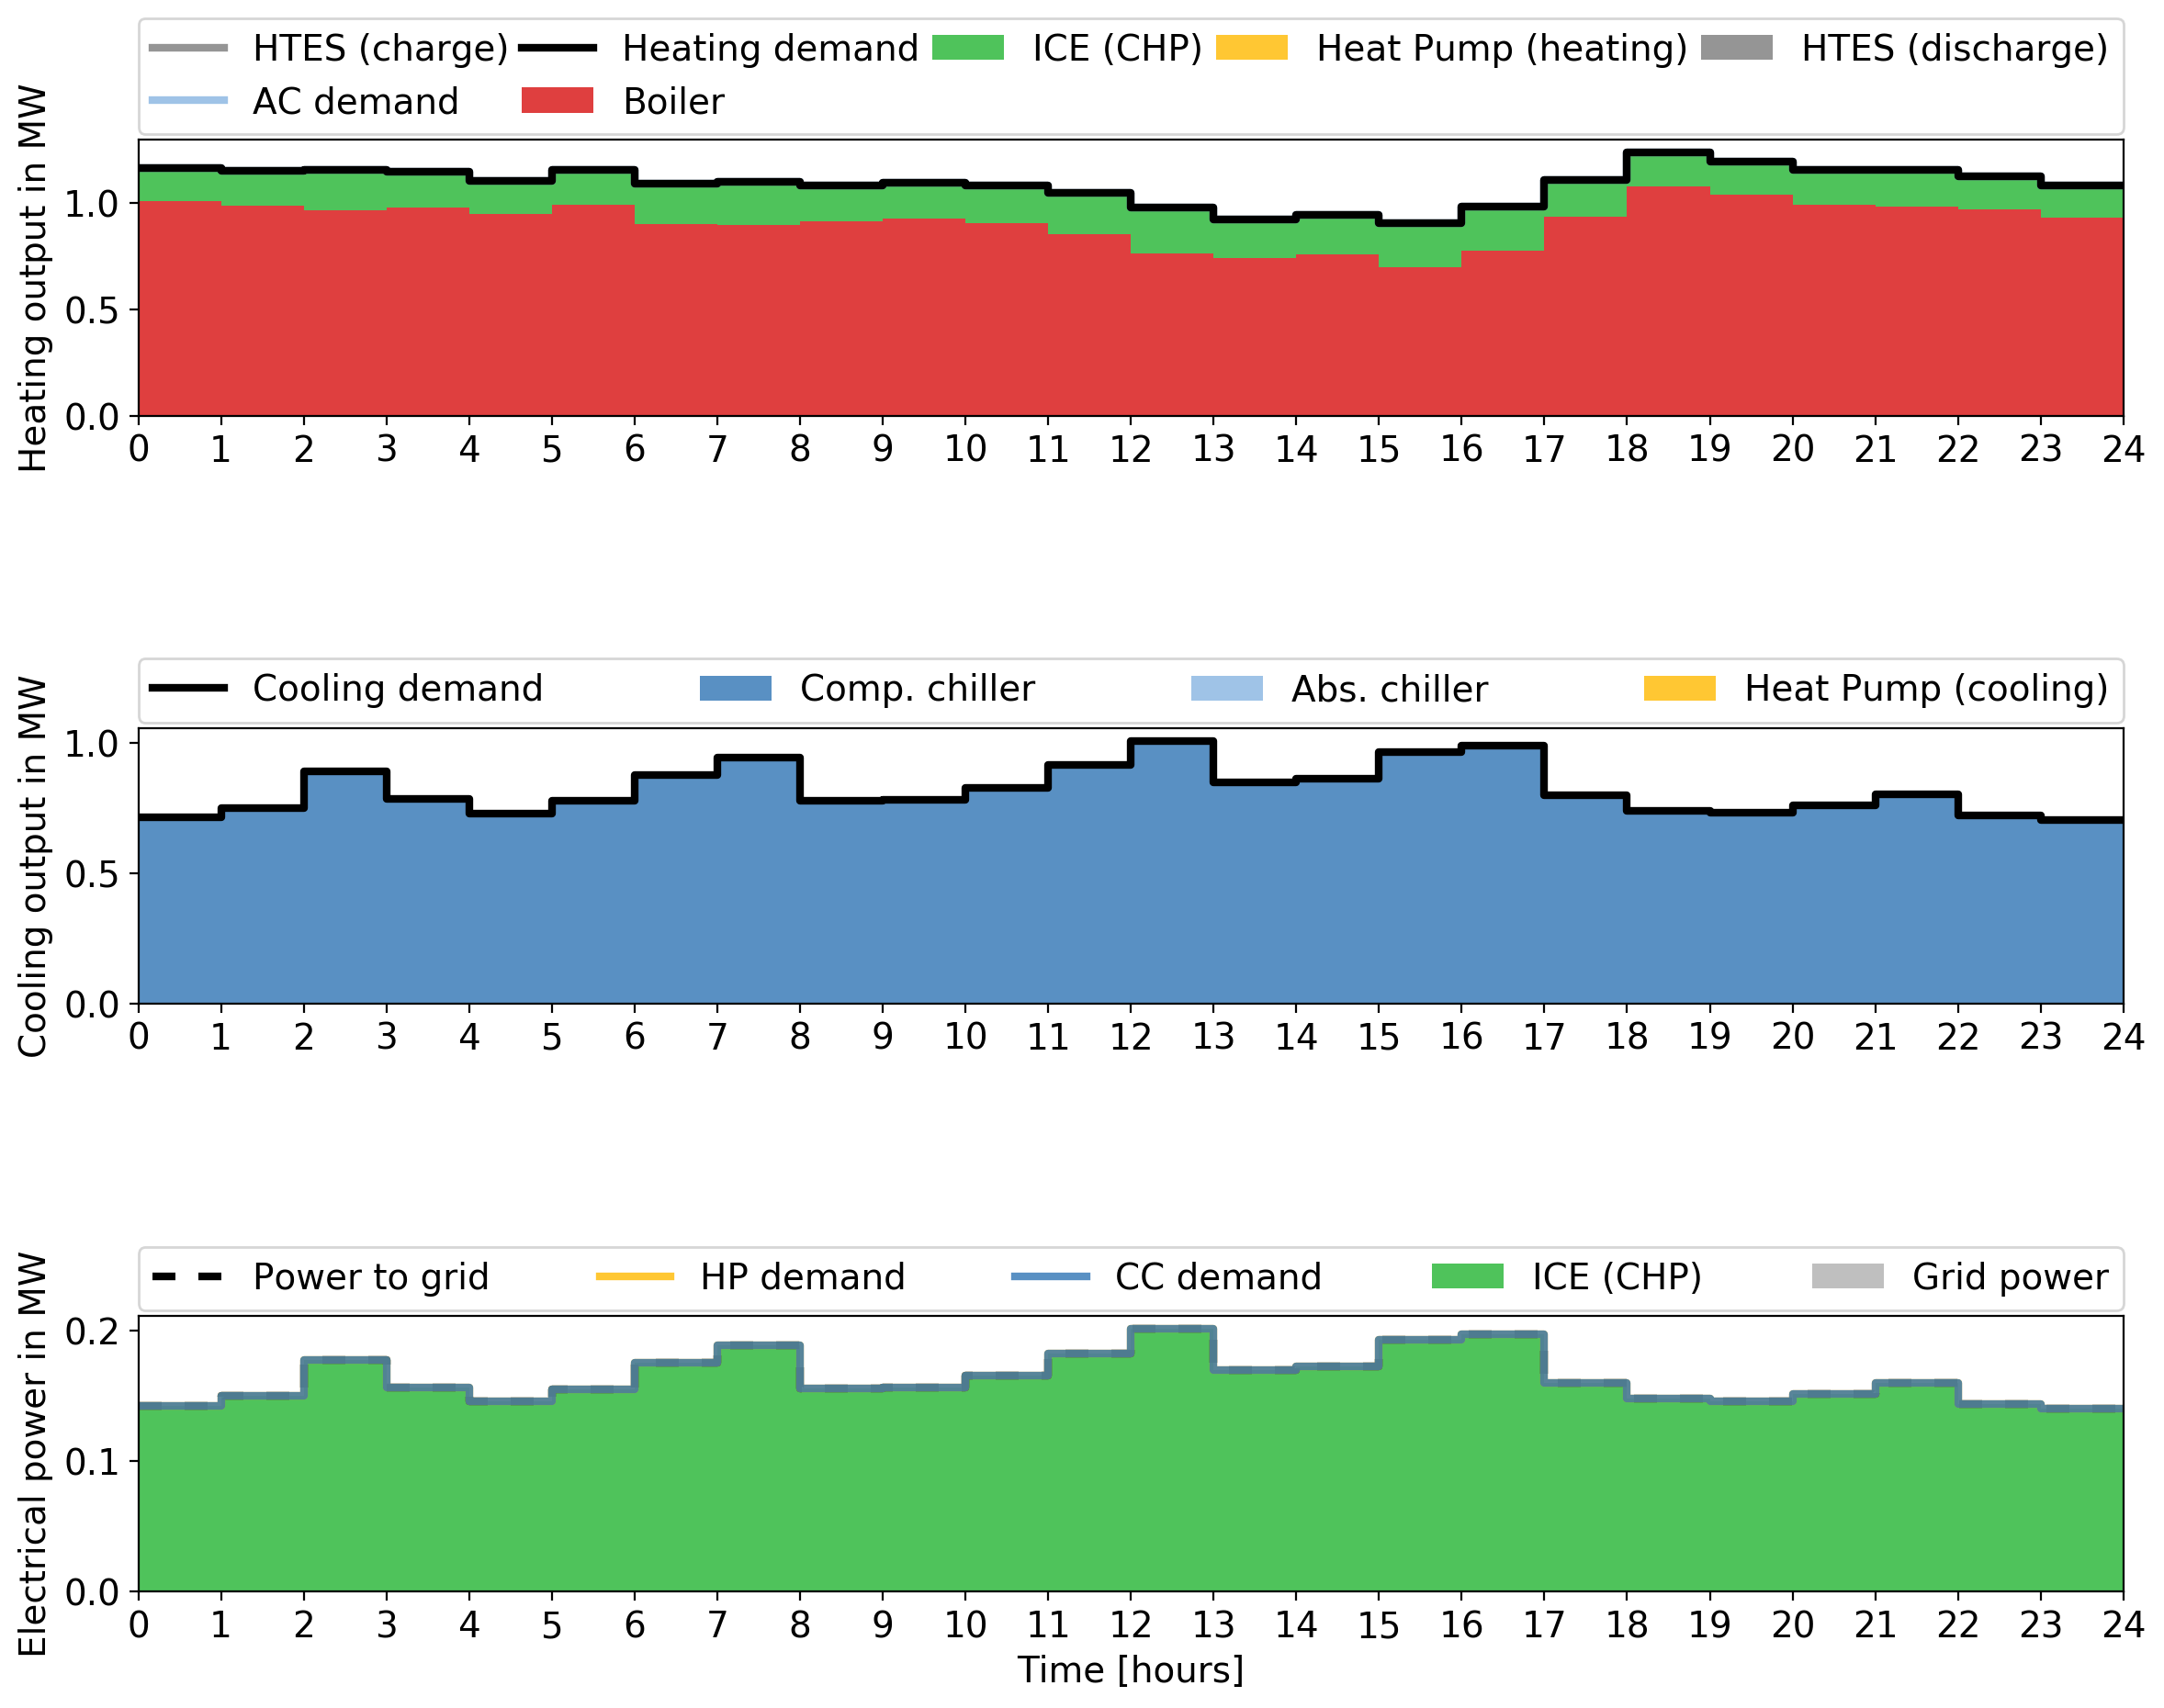 HTES (charge) Heating demand ICE (CHP) Heat Pump (heating) HTES (discharge)
AC demand Boiler
Heating output in MW
1.0
0.5
0.0
0 1 2 3 4 5 6 7 8 9 10 11 12 13 14 15 16 17 18 19 20 21 22 23 24
Cooling demand Comp. chiller Abs. chiller Heat Pump (cooling)
Cooling output in MW
1.0
0.5
0.0
0 1 2 3 4 5 6 7 8 9 10 11 12 13 14 15 16 17 18 19 20 21 22 23 24
Power to grid HP demand CC demand ICE (CHP) Grid power
Electrical power in MW
0.2
0.1
0.0
0 1 2 3 4 5 6 7 8 9 10 11 12 13 14 15 16 17 18 19 20 21 22 23 24
Time [hours]